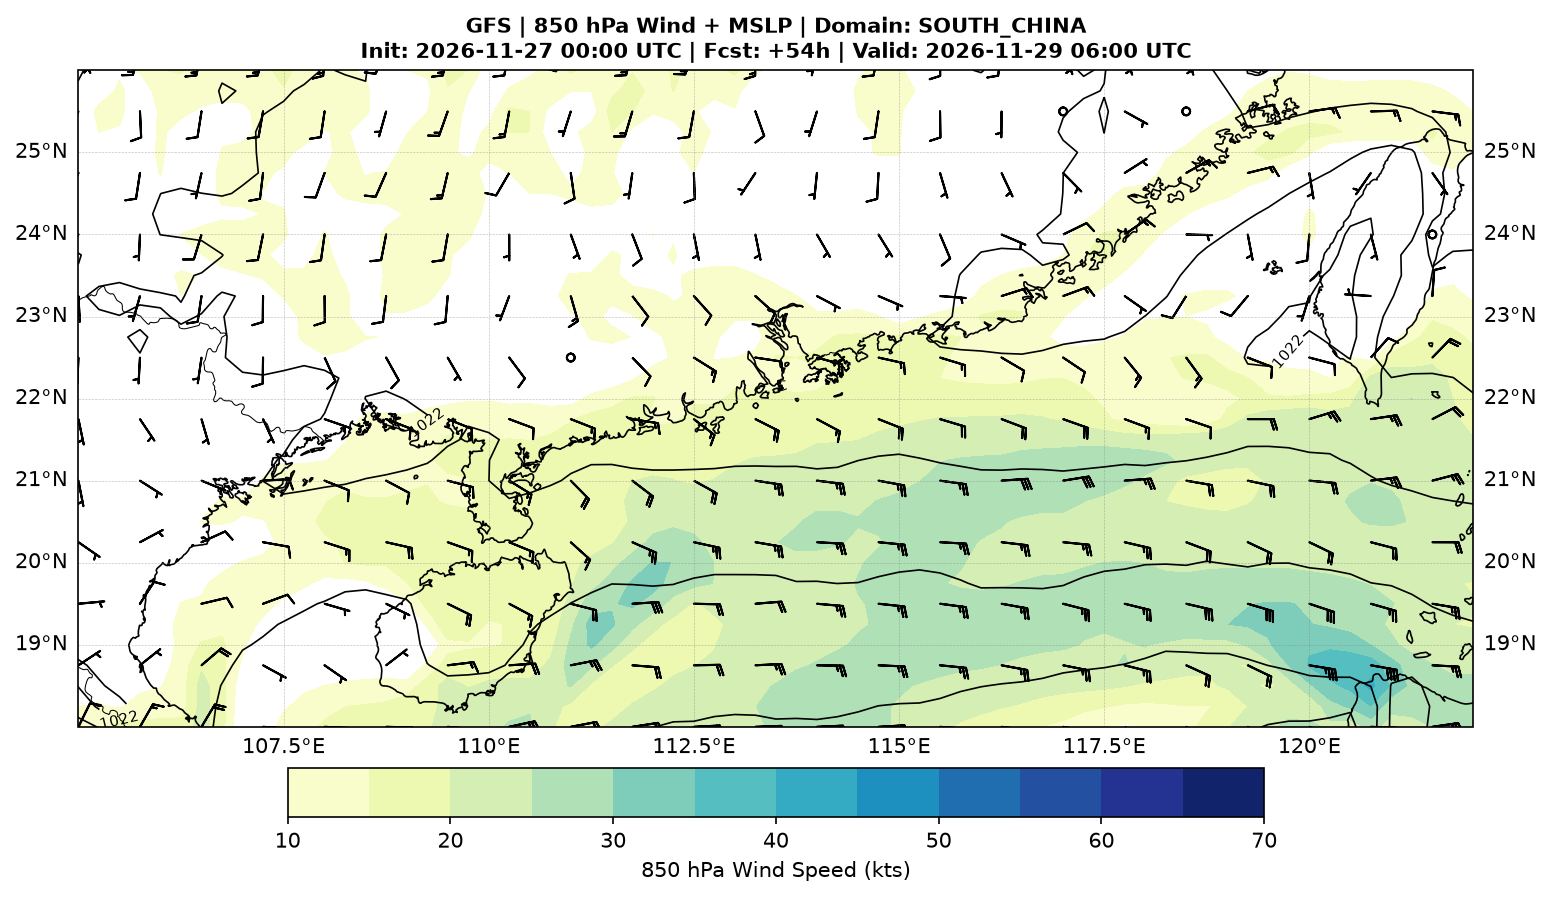 GFS | 850 hPa Wind + MSLP | Domain: SOUTH_CHINA
Init: 2026-11-27 00:00 UTC | Fcst: +54h | Valid: 2026-11-29 06:00 UTC
25°N 25°N
24°N 24°N
23°N 23°N
1022
22°N 22°N
1022
21°N 21°N
20°N 20°N
19°N 19°N
1022
107.5°E 110°E 112.5°E 115°E 117.5°E 120°E
10 20 30 40 50 60 70
850 hPa Wind Speed (kts)